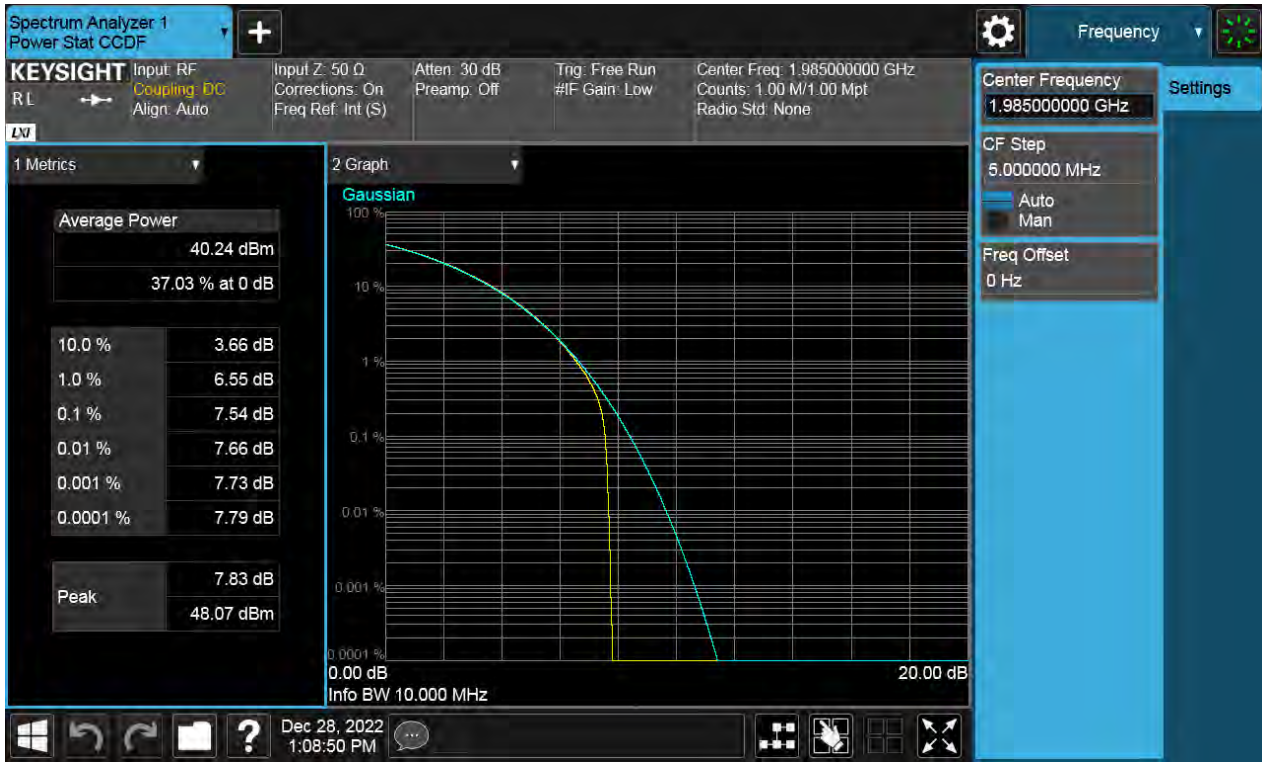 Spectrum Analyzer 1
Power Stat CCDF
Frequency
KEYSIGHT
R L
LXI
Input: RF
Coupling: DC
Align: Auto
Input Z: 50 Ω
Corrections: On
Freq Ref: Int (S)
Atten: 30 dB
Preamp: Off
Trig: Free Run
#IF Gain: Low
Center Freq: 1.985000000 GHz
Counts: 1.00 M/1.00 Mpt
Radio Std: None
Center Frequency
1.985000000 GHz
Settings
CF Step
5.000000 MHz
Auto
Man
Freq Offset
0 Hz
1 Metrics
Average Power
40.24 dBm
37.03 % at 0 dB
10.0 % 3.66 dB
1.0 % 6.55 dB
0.1 % 7.54 dB
0.01 % 7.66 dB
0.001 % 7.73 dB
0.0001 % 7.79 dB
Peak
7.83 dB
48.07 dBm
2 Graph
Gaussian
100 %
10 %
1 %
0.1 %
0.01 %
0.001 %
0.0001 %
0.00 dB 20.00 dB
Info BW 10.000 MHz
Dec 28, 2022
1:08:50 PM